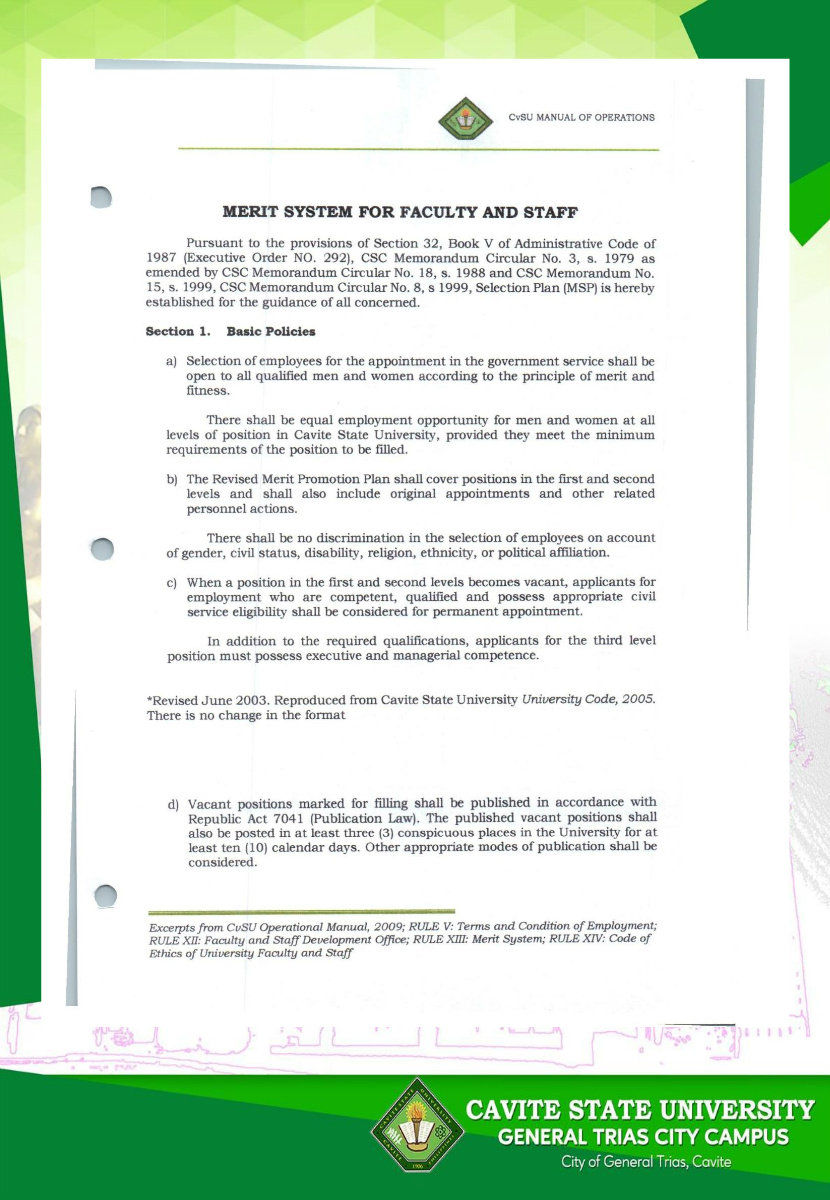 CvSU MANUAL OF OPERATIONS
MERIT SYSTEM FOR FACULTY AND STAFF
Pursuant to the provisions of Section 32, Book V of Administrative Code of
1987 (Executive Order NO. 292), CSC Memorandum Circular No. 3, s. 1979 as
emended by CSC Memorandum Circular No. 18, s. 1988 and CSC Memorandum No.
15, s. 1999, CSC Memorandum Circular No. 8, s 1999, Selection Plan (MSP) is hereby
established for the guidance of all concerned.
Section 1. Basic Policies
a) Selection of employees for the appointment in the government service shall be
open to all qualified men and women according to the principle of merit and
fitness.
There shall be equal employment opportunity for men and women at all
levels of position in Cavite State University, provided they meet the minimum
requirements of the position to be filled.
b) The Revised Merit Promotion Plan shall cover positions in the first and second
levels and shall also include original appointments and other related
personnel actions.
There shall be no discrimination in the selection of employees on account
of gender, civil status, disability, religion, ethnicity, or political affiliation.
c) When a position in the first and second levels becomes vacant, applicants for
employment who are competent, qualified and possess appropriate civil
service eligibility shall be considered for permanent appointment.
In addition to the required qualifications, applicants for the third level
position must possess executive and managerial competence.
*Revised June 2003. Reproduced from Cavite State University University Code, 2005.
There is no change in the format
d) Vacant positions marked for filling shall be published in accordance with
Republic Act 7041 (Publication Law). The published vacant positions shall
also be posted in at least three (3) conspicuous places in the University for at
least ten (10) calendar days. Other appropriate modes of publication shall be
considered.
Excerpts from CvSU Operational Manual, 2009; RULE V: Terms and Condition of Employment;
RULE XII: Faculty and Staff Development Office; RULE XIII: Merit System; RULE XIV: Code of
Ethics of University Faculty and Staff
CAVITE STATE UNIVERSITY
GENERAL TRIAS CITY CAMPUS
City of General Trias, Cavite
CAVITE STATE UNIVERSITY
CAVITE PHILIPPINES
1906